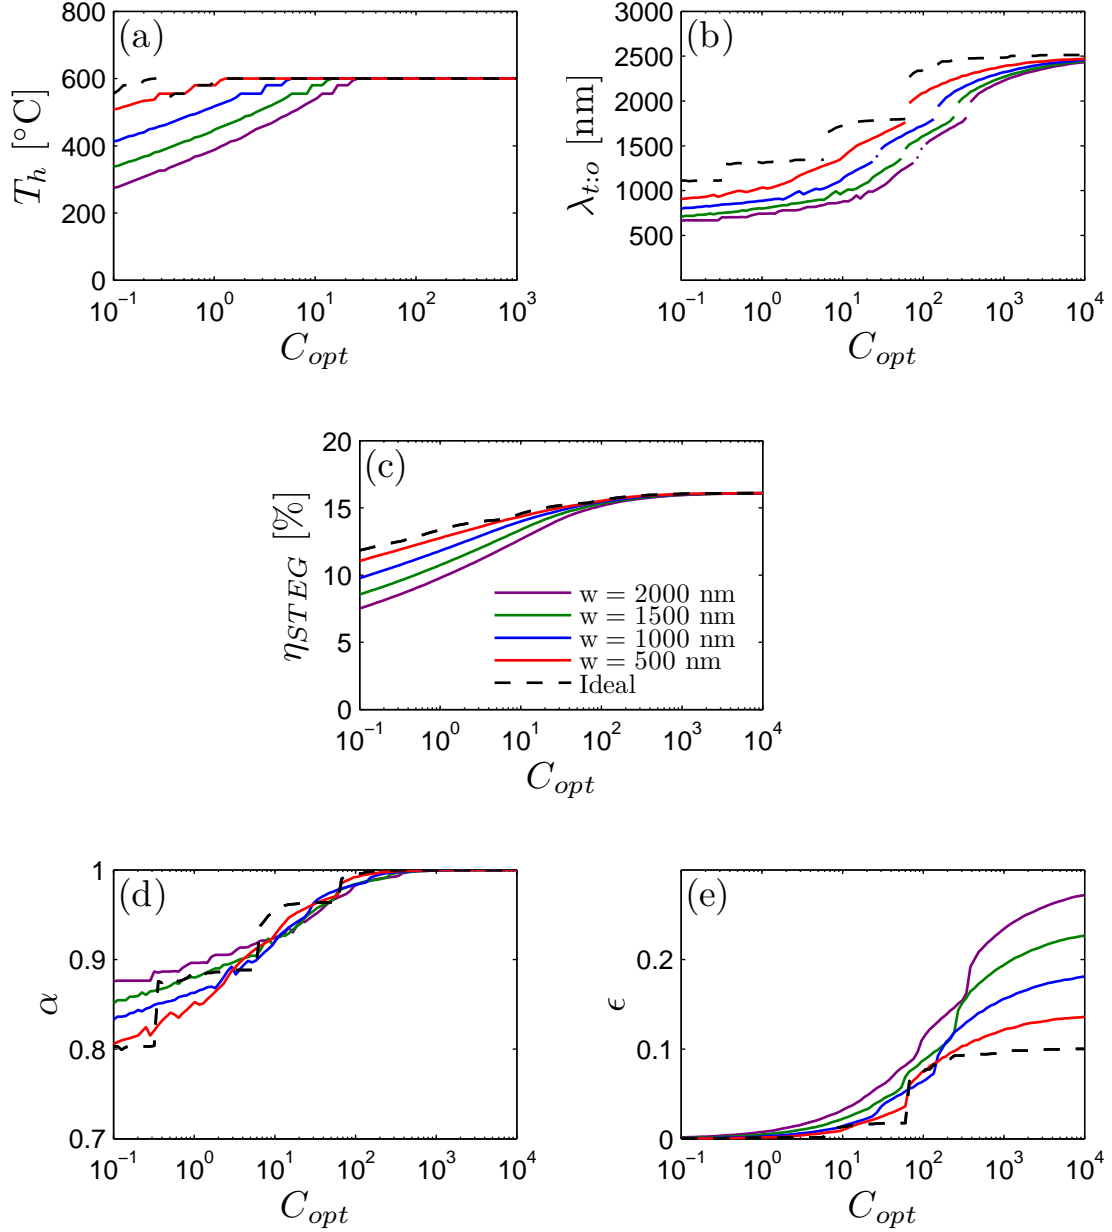 (a)
T_h [°C]
800
600
400
200
0
10^−1 10^0 10^1 10^2 10^3
C_opt
(b)
λ_t:o [nm]
3000
2500
2000
1500
1000
500
10^−1 10^0 10^1 10^2 10^3 10^4
C_opt
(c)
η_STEG [%]
20
15
10
5
0
w = 2000 nm
w = 1500 nm
w = 1000 nm
w = 500 nm
Ideal
10^−1 10^0 10^1 10^2 10^3 10^4
C_opt
(d)
α
1
0.9
0.8
0.7
10^−1 10^0 10^1 10^2 10^3 10^4
C_opt
(e)
ϵ
0.2
0.1
0
10^−1 10^0 10^1 10^2 10^3 10^4
C_opt